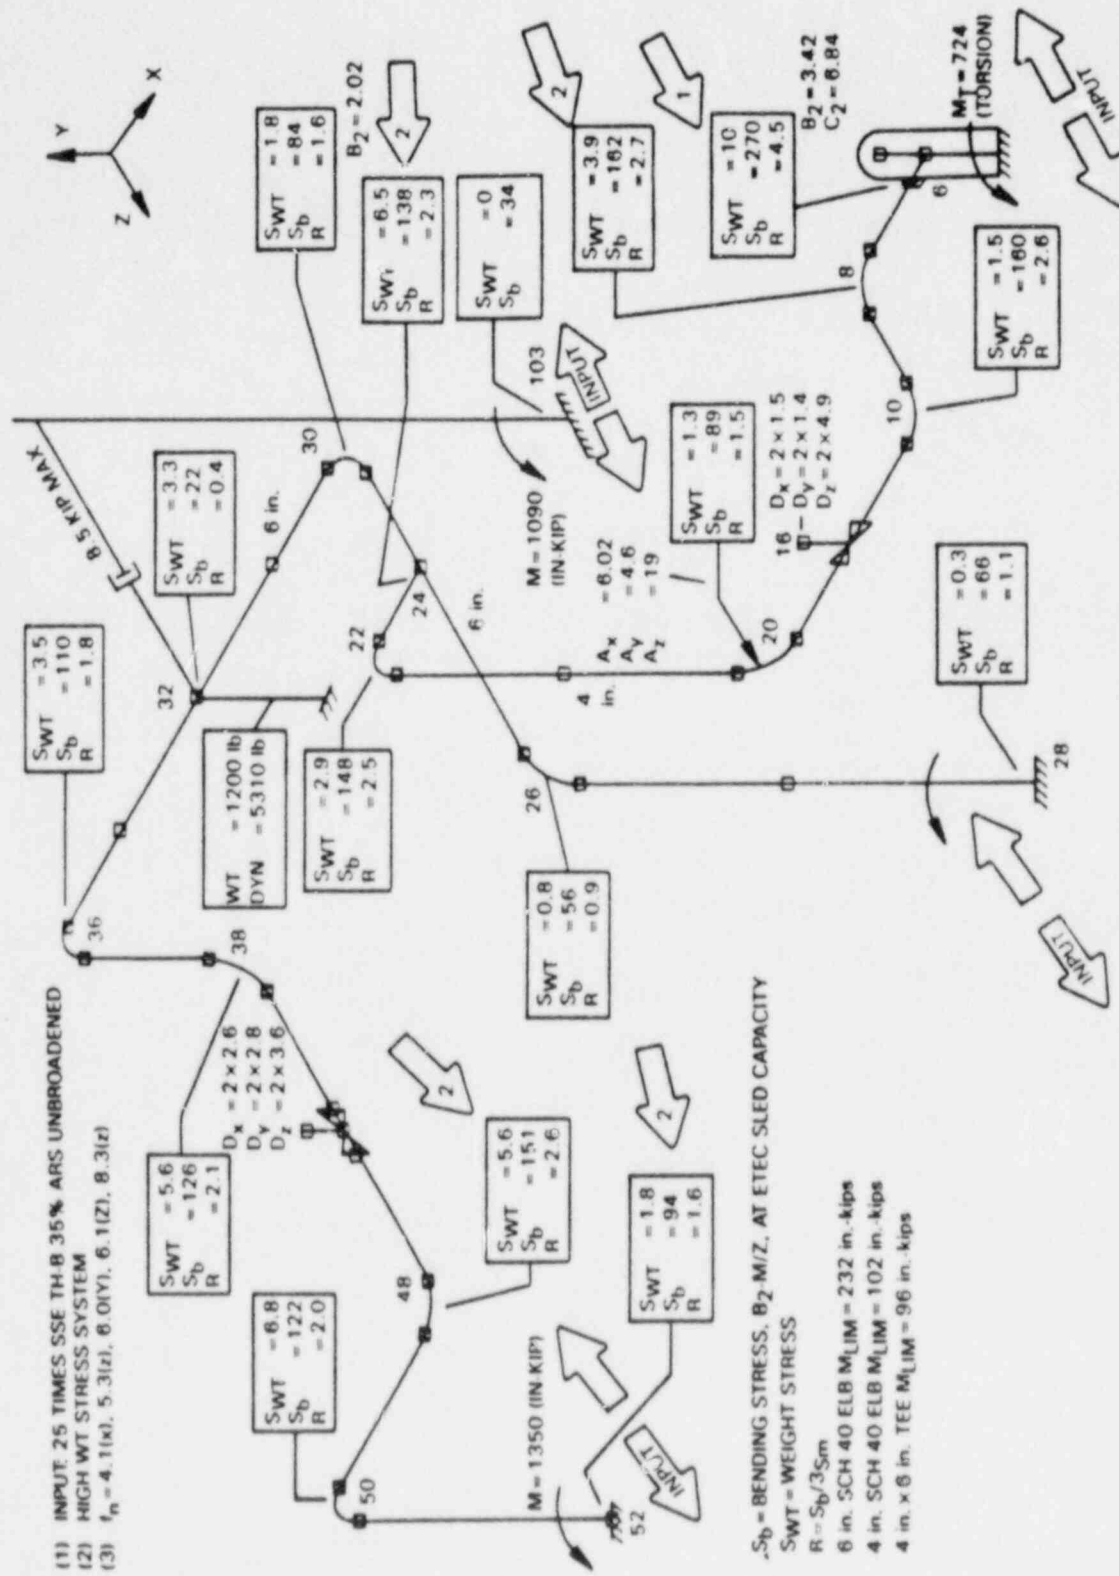 (1) INPUT: 25 TIMES SSE TH-B 35% ARS UNBROADENED
(2) HIGH WT STRESS SYSTEM
(3) fn = 4.1(x), 5.3(z), 6.0(Y), 6.1(Z), 8.3(z)
Y
X
Z
SWT = 3.5
Sb = 110
R = 1.8
36
32
8.5 KIP MAX
SWT = 3.3
Sb = 22
R = 0.4
6 in.
30
SWT = 1.8
Sb = 84
R = 1.6
B2 = 2.02
2
SWT = 6.5
Sb = 138
R = 2.3
SWT = 0
Sb = 34
103
INPUT
M = 1090
(IN-KIP)
WT = 1200 lb
DYN = 5310 lb
SWT = 2.9
Sb = 148
R = 2.5
22
24
6 in.
4
in.
Ax = 6.02
Ay = 4.6
Az = 19
SWT = 1.3
Sb = 89
R = 1.5
20
16
Dx = 2 x 1.5
Dy = 2 x 1.4
Dz = 2 x 4.9
2
SWT = 3.9
Sb = 162
R = 2.7
1
SWT = 10
Sb = 270
R = 4.5
B2 = 3.42
C2 = 6.84
8
6
MT = 724
(TORSION)
INPUT
10
SWT = 1.5
Sb = 160
R = 2.6
26
SWT = 0.8
Sb = 56
R = 0.9
SWT = 0.3
Sb = 66
R = 1.1
28
INPUT
38
SWT = 5.6
Sb = 126
R = 2.1
Dx = 2 x 2.6
Dy = 2 x 2.8
Dz = 2 x 3.6
2
SWT = 5.6
Sb = 151
R = 2.6
48
SWT = 6.8
Sb = 122
R = 2.0
50
M = 1350 (IN-KIP)
2
SWT = 1.8
Sb = 94
R = 1.6
INPUT
52
Sb = BENDING STRESS, B2 M/Z, AT ETEC SLED CAPACITY
SWT = WEIGHT STRESS
R = Sb/3Sm
6 in. SCH 40 ELB MLIM = 232 in.-kips
4 in. SCH 40 ELB MLIM = 102 in.-kips
4 in. x 6 in. TEE MLIM = 96 in.-kips